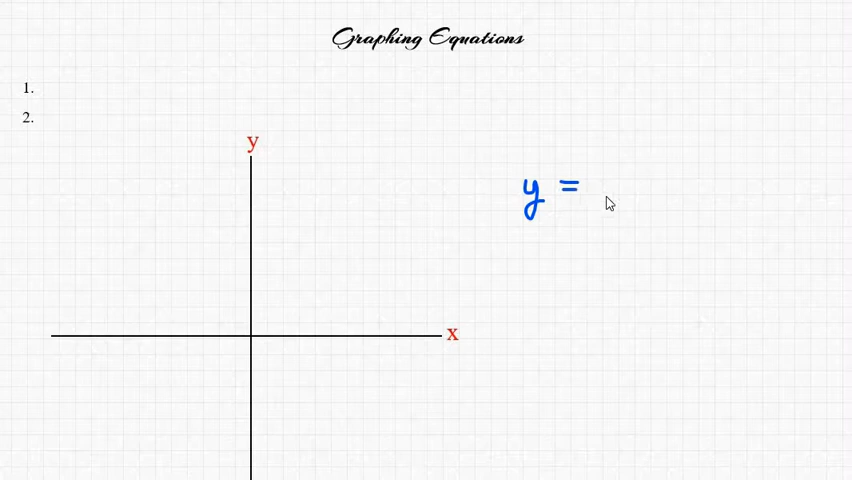 Graphing Equations
1.
2.
y
y =
x